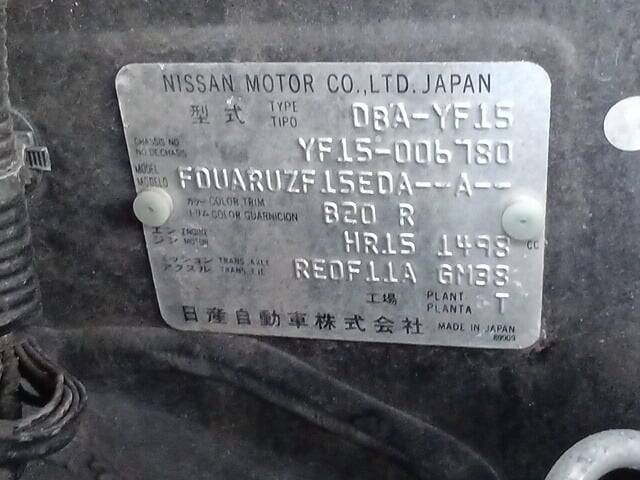 NISSAN MOTOR CO.,LTD. JAPAN
型式 TYPE TIPO DBA-YF15
CHASSIS NO NO DE CHASIS YF15-006780
MODEL MODELO FDUARUZF15EDA--A--
カラー COLOR TRIM
トリム COLOR GUARNICION B20 R
エンジン ENGINE MOTOR HR15 1498 CC
ミッション TRANS. AXLE
アクスル TRANS. EJE RE0F11A GM38
工場 PLANT PLANTA T
日産自動車株式会社 MADE IN JAPAN